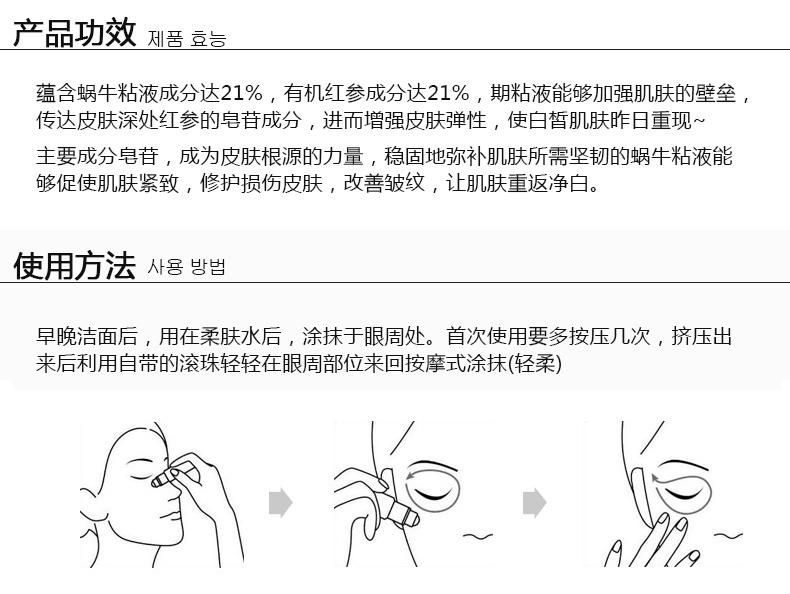 产品功效 제품 효능
蕴含蜗牛粘液成分达21%，有机红参成分达21%，期粘液能够加强肌肤的壁垒，
传达皮肤深处红参的皂苷成分，进而增强皮肤弹性，使白皙肌肤昨日重现~
主要成分皂苷，成为皮肤根源的力量，稳固地弥补肌肤所需坚韧的蜗牛粘液能
够促使肌肤紧致，修护损伤皮肤，改善皱纹，让肌肤重返净白。
使用方法 사용 방법
早晚洁面后，用在柔肤水后，涂抹于眼周处。首次使用要多按压几次，挤压出
来后利用自带的滚珠轻轻在眼周部位来回按摩式涂抹(轻柔)